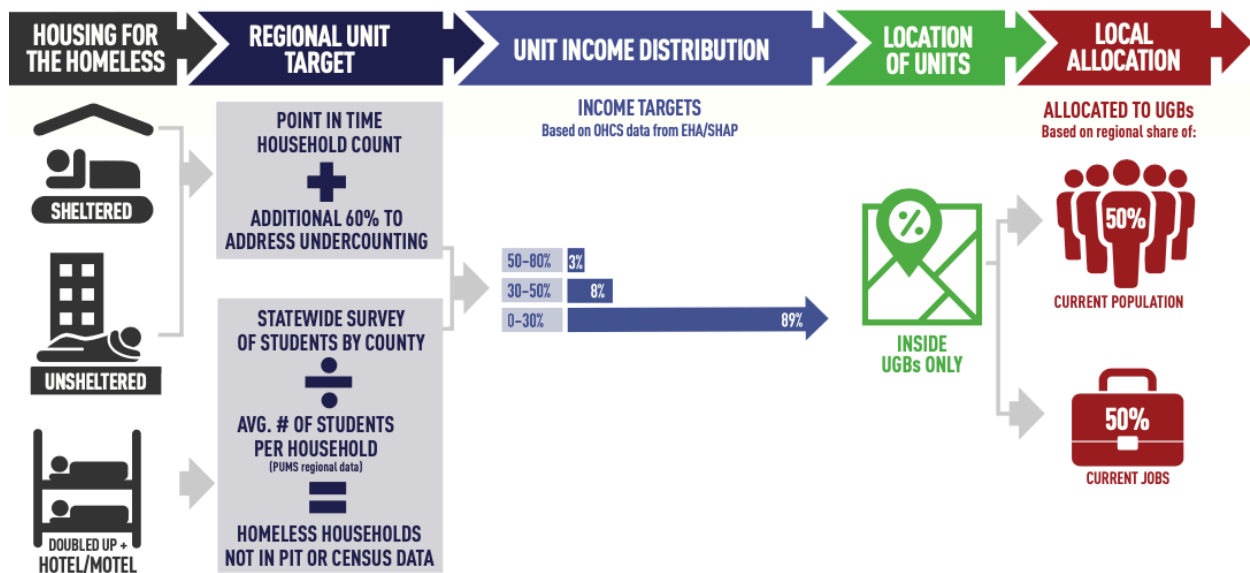 HOUSING FOR
THE HOMELESS
REGIONAL UNIT
TARGET
UNIT INCOME DISTRIBUTION
LOCATION
OF UNITS
LOCAL
ALLOCATION
SHELTERED
UNSHELTERED
DOUBLED UP +
HOTEL/MOTEL
POINT IN TIME
HOUSEHOLD COUNT
+
ADDITIONAL 60% TO
ADDRESS UNDERCOUNTING
STATEWIDE SURVEY
OF STUDENTS BY COUNTY
÷
AVG. # OF STUDENTS
PER HOUSEHOLD
(PUMS regional data)
=
HOMELESS HOUSEHOLDS
NOT IN PIT OR CENSUS DATA
INCOME TARGETS
Based on OHCS data from EHA/SHAP
50–80% 3%
30–50% 8%
0–30% 89%
%
INSIDE
UGBs ONLY
ALLOCATED TO UGBs
Based on regional share of:
50%
CURRENT POPULATION
50%
CURRENT JOBS